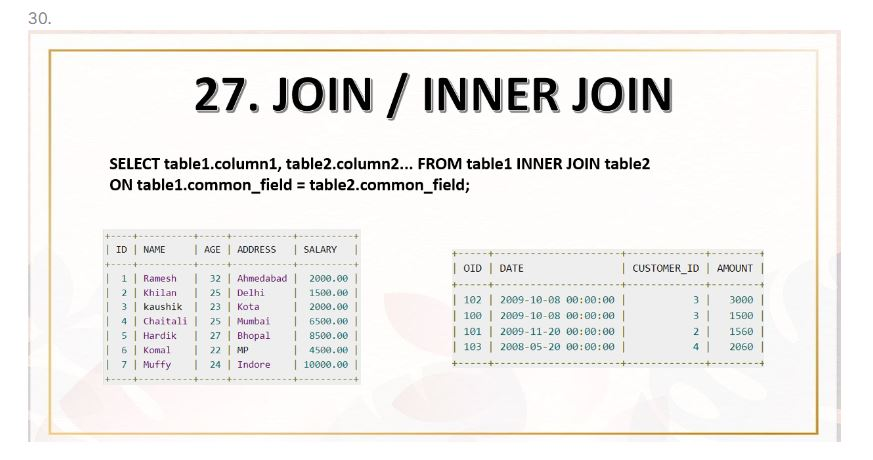 30.
27. JOIN / INNER JOIN
SELECT table1.column1, table2.column2... FROM table1 INNER JOIN table2
ON table1.common_field = table2.common_field;
+----+----------+-----+-----------+----------+
| ID | NAME | AGE | ADDRESS | SALARY |
+----+----------+-----+-----------+----------+
| 1 | Ramesh | 32 | Ahmedabad | 2000.00 |
| 2 | Khilan | 25 | Delhi | 1500.00 |
| 3 | kaushik | 23 | Kota | 2000.00 |
| 4 | Chaitali | 25 | Mumbai | 6500.00 |
| 5 | Hardik | 27 | Bhopal | 8500.00 |
| 6 | Komal | 22 | MP | 4500.00 |
| 7 | Muffy | 24 | Indore | 10000.00 |
+----+----------+-----+-----------+----------+
+-----+---------------------+-------------+--------+
| OID | DATE | CUSTOMER_ID | AMOUNT |
+-----+---------------------+-------------+--------+
| 102 | 2009-10-08 00:00:00 | 3 | 3000 |
| 100 | 2009-10-08 00:00:00 | 3 | 1500 |
| 101 | 2009-11-20 00:00:00 | 2 | 1560 |
| 103 | 2008-05-20 00:00:00 | 4 | 2060 |
+-----+---------------------+-------------+--------+